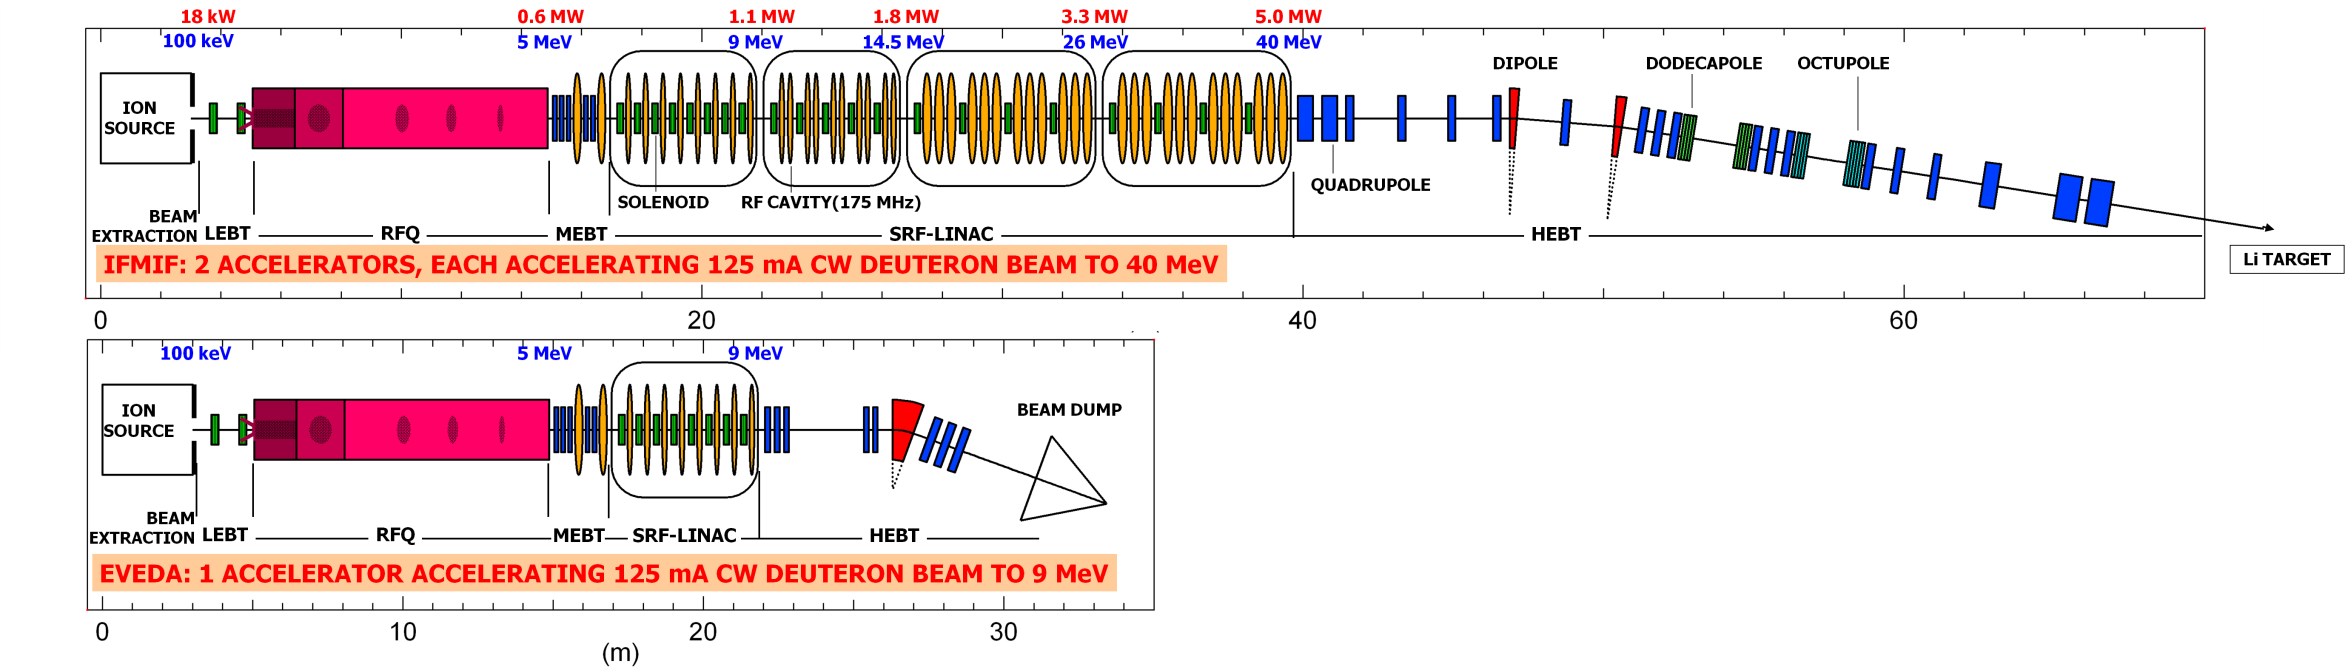 18 kW 0.6 MW 1.1 MW 1.8 MW 3.3 MW 5.0 MW
100 keV 5 MeV 9 MeV 14.5 MeV 26 MeV 40 MeV
DIPOLE DODECAPOLE OCTUPOLE
ION
SOURCE
QUADRUPOLE
SOLENOID RF CAVITY(175 MHz)
BEAM
EXTRACTION LEBT RFQ MEBT SRF-LINAC HEBT
Li TARGET
IFMIF: 2 ACCELERATORS, EACH ACCELERATING 125 mA CW DEUTERON BEAM TO 40 MeV
0 20 40 60
100 keV 5 MeV 9 MeV
ION
SOURCE
BEAM DUMP
BEAM
EXTRACTION LEBT RFQ MEBT SRF-LINAC HEBT
EVEDA: 1 ACCELERATOR ACCELERATING 125 mA CW DEUTERON BEAM TO 9 MeV
0 10 20 30
(m)